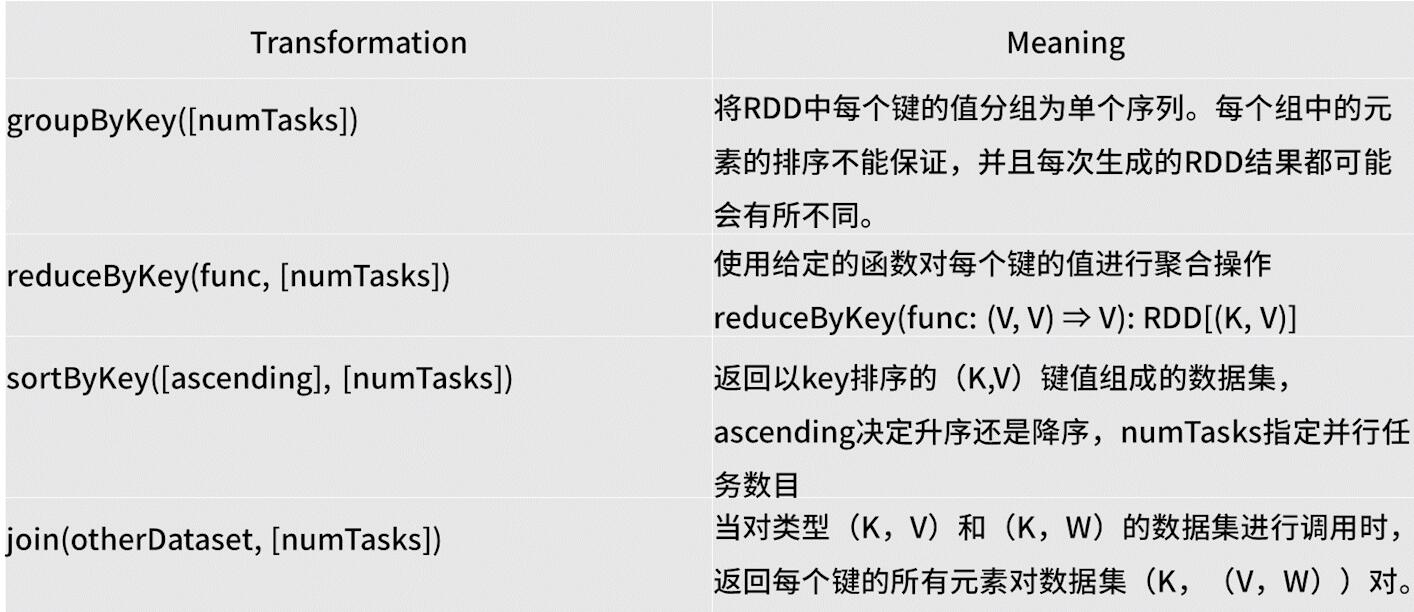 Transformation
Meaning
groupByKey([numTasks])
将RDD中每个键的值分组为单个序列。每个组中的元
素的排序不能保证，并且每次生成的RDD结果都可能
会有所不同。
reduceByKey(func, [numTasks])
使用给定的函数对每个键的值进行聚合操作
reduceByKey(func: (V, V) ⇒ V): RDD[(K, V)]
sortByKey([ascending], [numTasks])
返回以key排序的（K,V）键值组成的数据集，
ascending决定升序还是降序，numTasks指定并行任
务数目
join(otherDataset, [numTasks])
当对类型（K，V）和（K，W）的数据集进行调用时，
返回每个键的所有元素对数据集（K，（V，W））对。